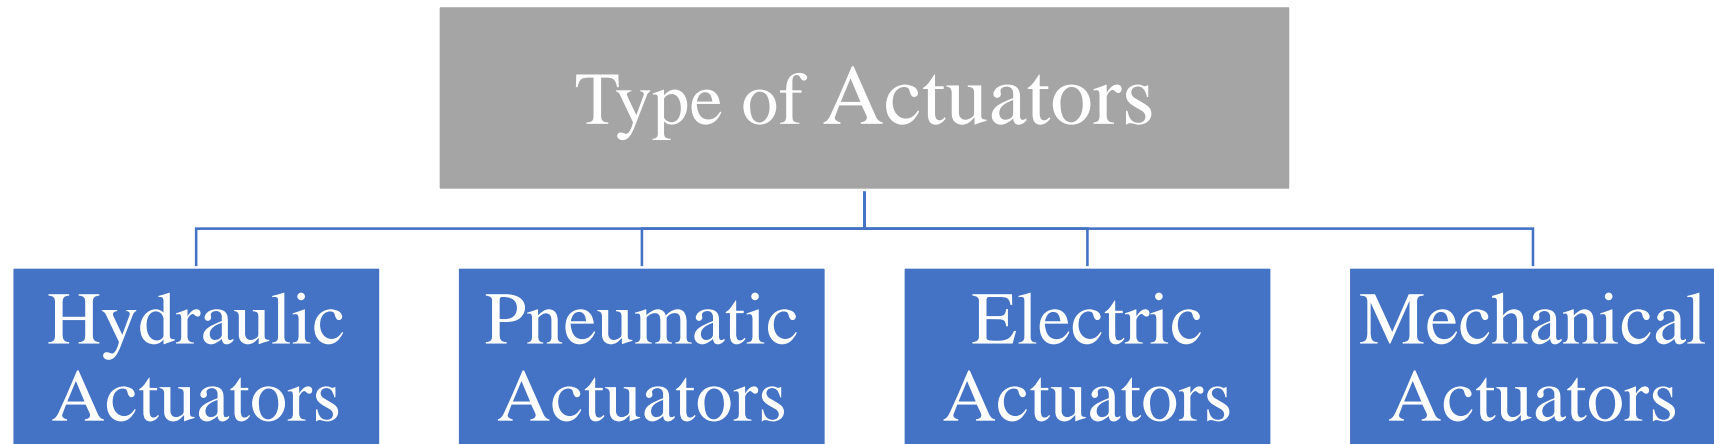 Type of Actuators
Hydraulic
Actuators
Pneumatic
Actuators
Electric
Actuators
Mechanical
Actuators